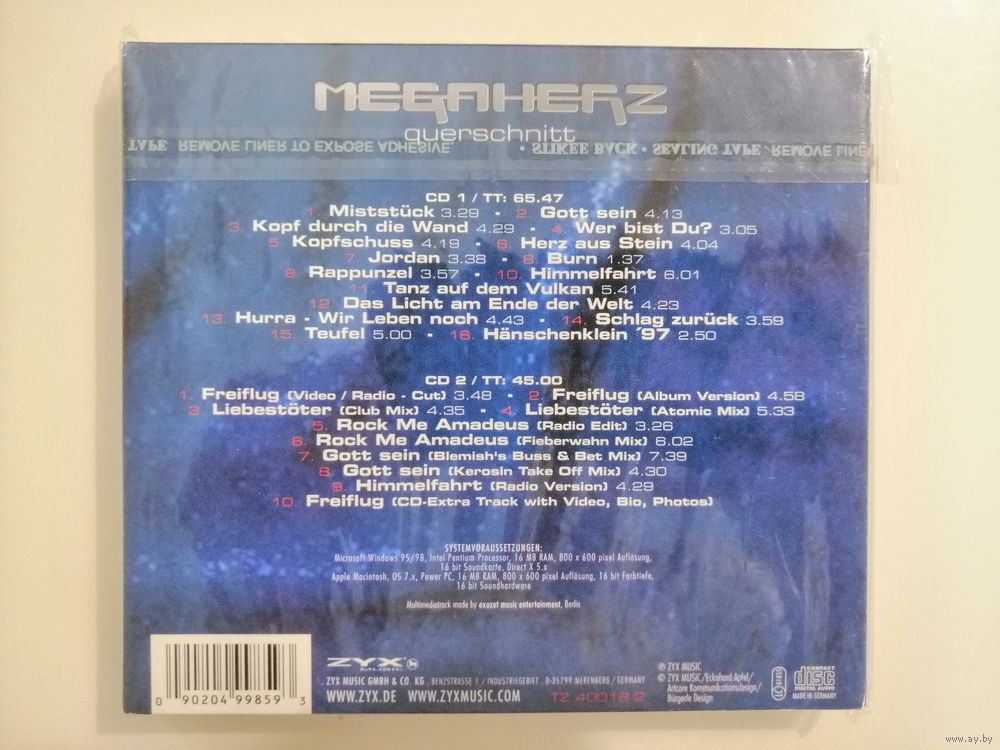 MEGAHERZ
querschnitt
TAPE REMOVE LINER TO EXPOSE ADHESIVE. • STIKEE BACK • SEALING TAPE REMOVE LINER
CD 1 / TT: 65.47
1. Miststück 3.29 - 2. Gott sein 4.13
3. Kopf durch die Wand 4.29 - 4. Wer bist Du? 3.05
5. Kopfschuss 4.19 - 6. Herz aus Stein 4.04
7. Jordan 3.38 - 8. Burn 1.37
9. Rappunzel 3.57 - 10. Himmelfahrt 6.01
11. Tanz auf dem Vulkan 5.41
12. Das Licht am Ende der Welt 4.23
13. Hurra - Wir Leben noch 4.43 - 14. Schlag zurück 3.59
15. Teufel 5.00 - 16. Hänschenklein '97 2.50
CD 2 / TT: 45.00
1. Freiflug (Video / Radio - Cut) 3.48 - 2. Freiflug (Album Version) 4.58
3. Liebestöter (Club Mix) 4.35 - 4. Liebestöter (Atomic Mix) 5.33
5. Rock Me Amadeus (Radio Edit) 3.26
6. Rock Me Amadeus (Fieberwahn Mix) 6.02
7. Gott sein (Blemish's Buss & Bet Mix) 7.39
8. Gott sein (Kerosin Take Off Mix) 4.30
9. Himmelfahrt (Radio Version) 4.29
10. Freiflug (CD-Extra Track with Video, Bio, Photos)
SYSTEMVORAUSSETZUNGEN:
Microsoft Windows 95/98, Intel Pentium Processor, 16 MB RAM, 800 x 600 pixel Auflösung,
16 bit Soundkarte, Direct X 5.x
Apple Macintosh, OS 7.x, Power PC, 16 MB RAM, 800 x 600 pixel Auflösung, 16 bit Farbtiefe,
16 bit Soundhardware
Multimediatrack made by exozet music entertainment, Berlin
ZYX MUSIC
ZYX MUSIC GMBH & CO. KG. BENZSTRASSE 1 / INDUSTRIEGEBIET D-35799 MERENBERG / GERMANY
WWW.ZYX.DE WWW.ZYXMUSIC.COM
TZ 40018-2
℗ ZYX MUSIC
© ZYX MUSIC/Eckehard Apfel/
Artcore Kommunikationsdesign/
Bürgerle Design
LC 01855
COMPACT disc DIGITAL AUDIO
MADE IN GERMANY
0 90204 99859 3
www.ay.by